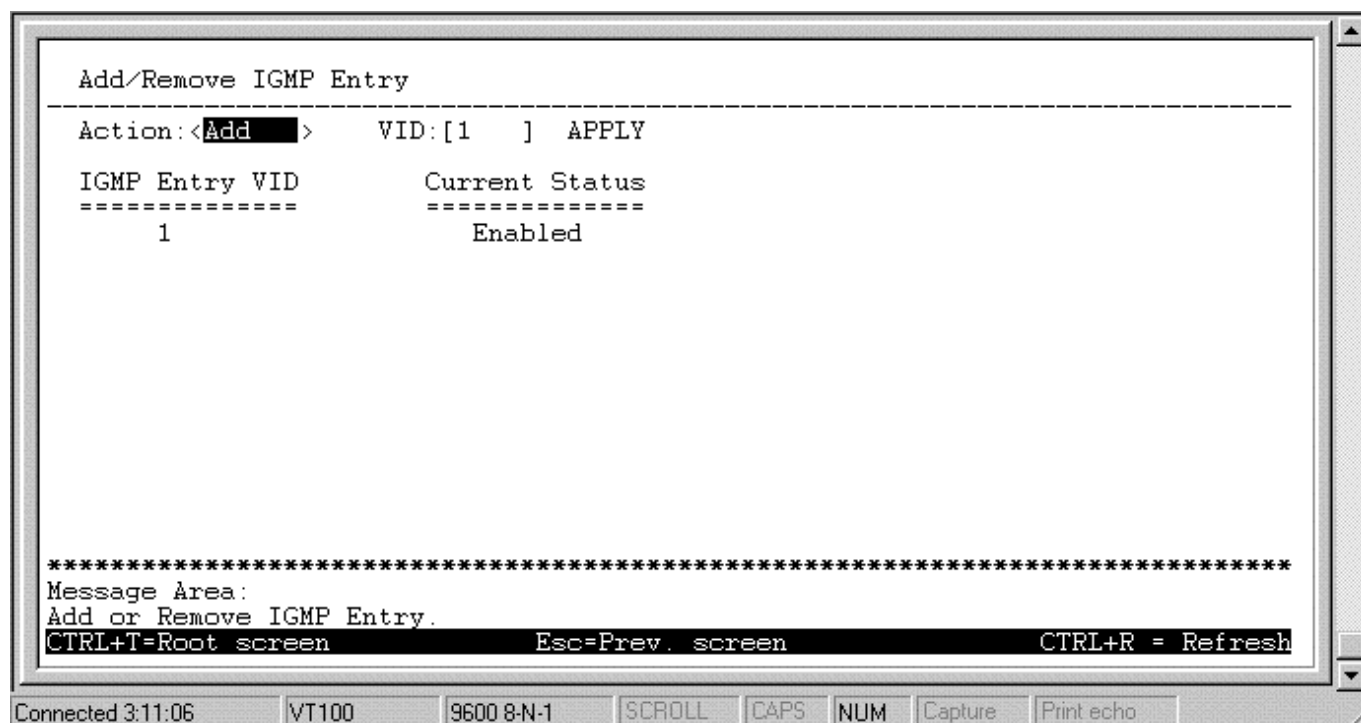 Add/Remove IGMP Entry
--------------------------------------------------------------------------------
Action:<Add   >    VID:[1   ]  APPLY
IGMP Entry VID        Current Status
==============        ==============
1                   Enabled
********************************************************************************
Message Area:
Add or Remove IGMP Entry.
CTRL+T=Root screen             Esc=Prev. screen                CTRL+R = Refresh
Connected 3:11:06   VT100   9600 8-N-1   SCROLL   CAPS   NUM   Capture   Print echo